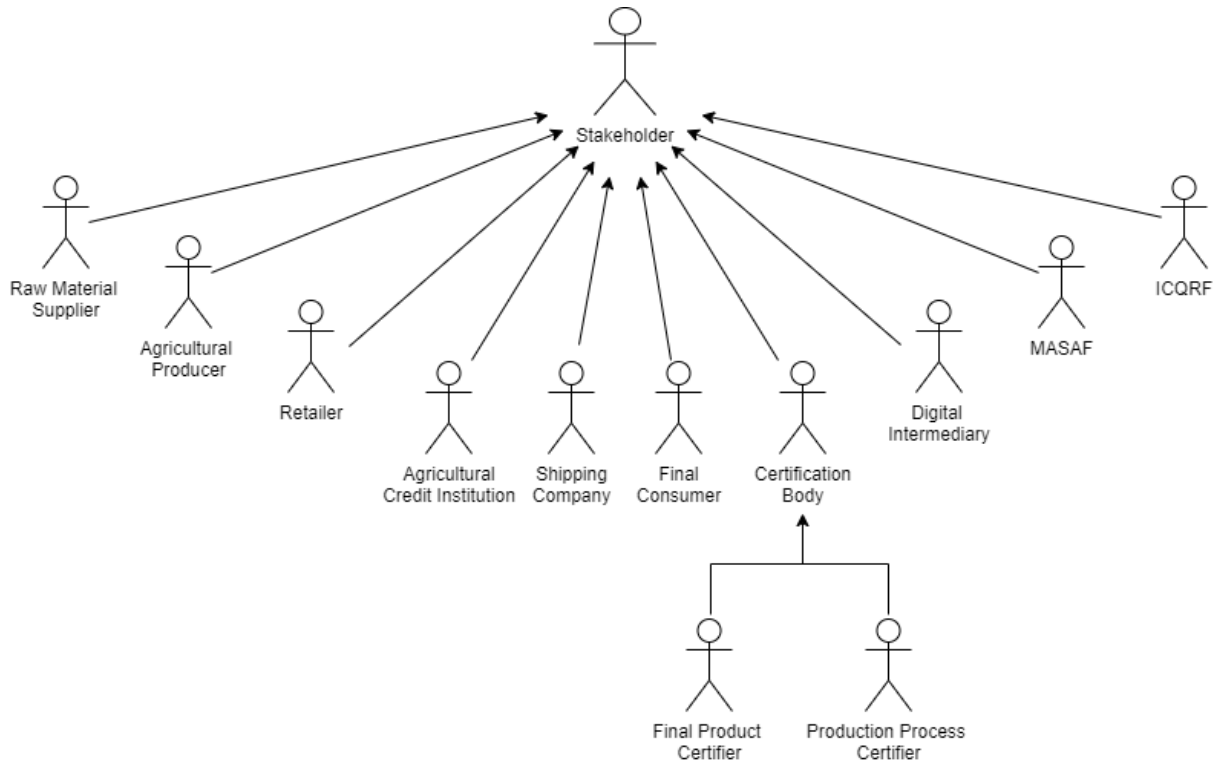 Stakeholder
Raw Material
Supplier
Agricultural
Producer
Retailer
Agricultural
Credit Institution
Shipping
Company
Final
Consumer
Certification
Body
Digital
Intermediary
MASAF
ICQRF
Final Product
Certifier
Production Process
Certifier